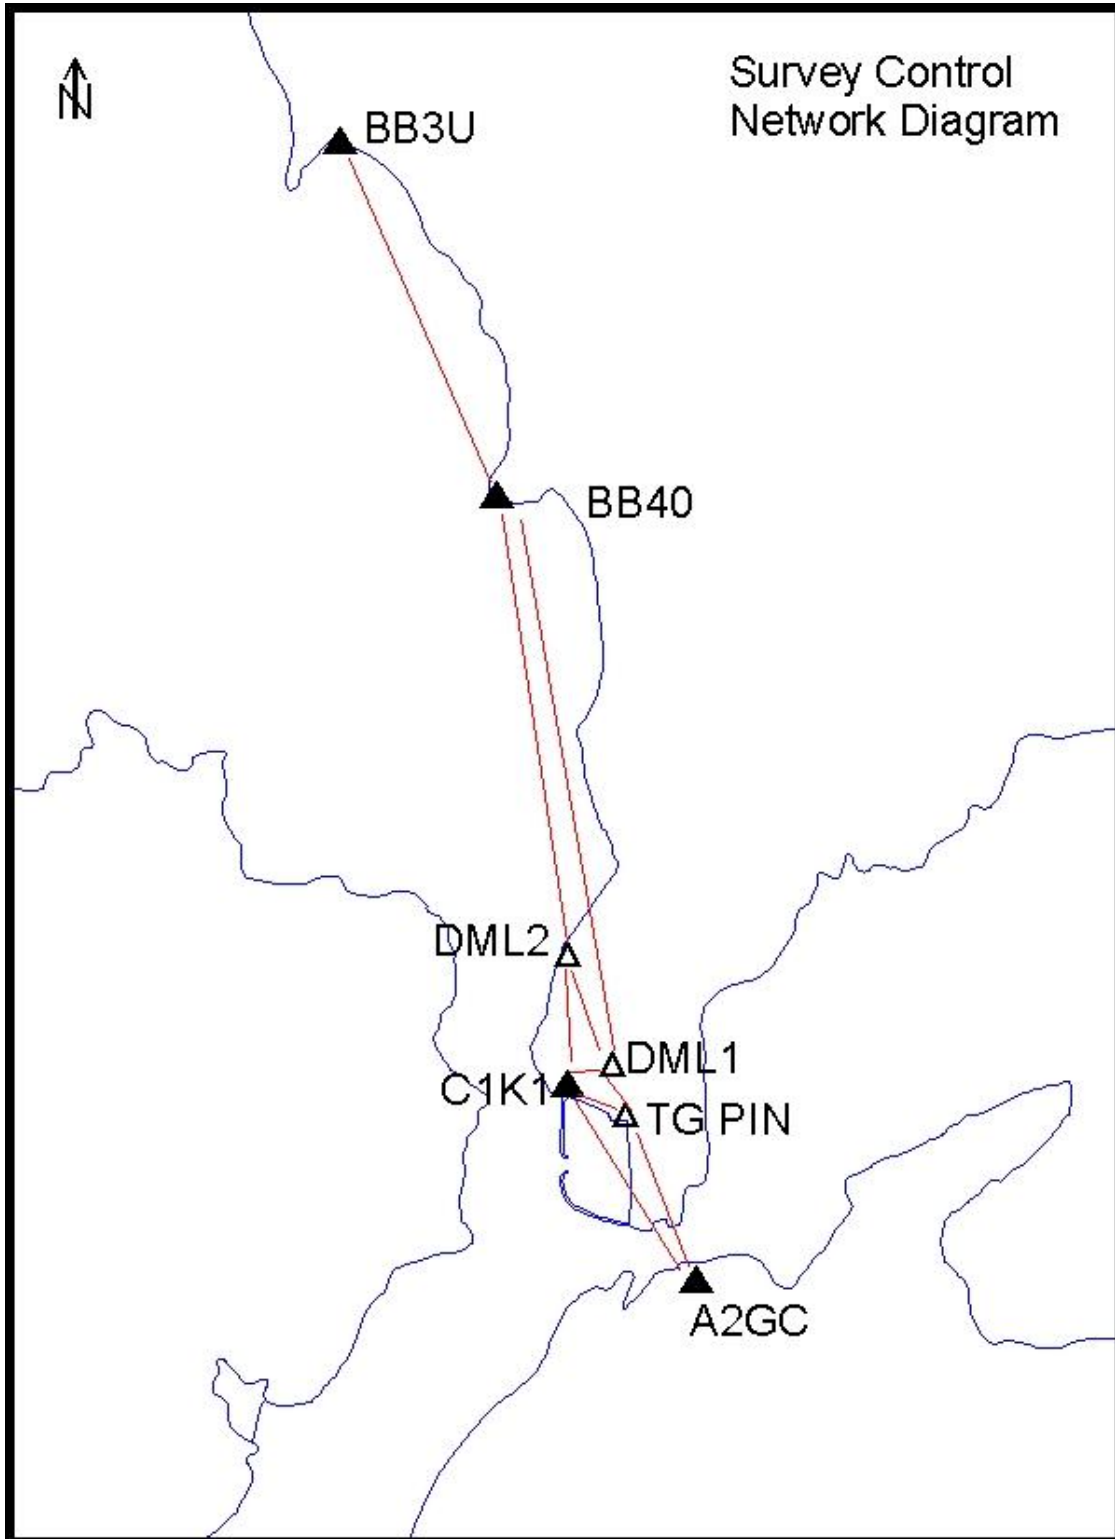 N
Survey Control
Network Diagram
BB3U
BB40
DML2
DML1
C1K1
TG PIN
A2GC